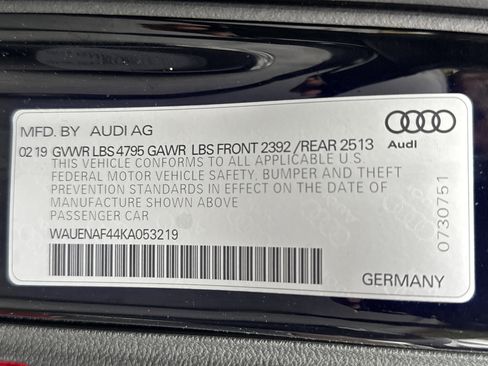 MFD. BY AUDI AG
Audi
02 19 GVWR LBS 4795 GAWR LBS FRONT 2392 /REAR 2513
THIS VEHICLE CONFORMS TO ALL APPLICABLE U.S.
FEDERAL MOTOR VEHICLE SAFETY, BUMPER AND THEFT
PREVENTION STANDARDS IN EFFECT ON THE DATE OF
MANUFACTURE SHOWN ABOVE
PASSENGER CAR
WAUENAF44KA053219
0730751
GERMANY